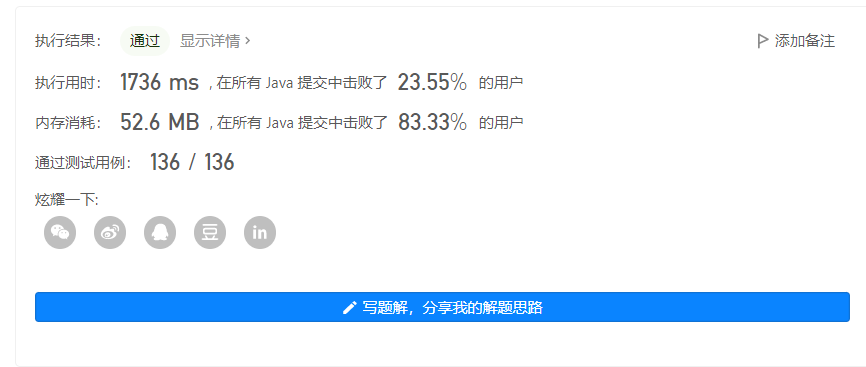 执行结果： 通过 显示详情 › 添加备注
执行用时： 1736 ms , 在所有 Java 提交中击败了 23.55% 的用户
内存消耗： 52.6 MB , 在所有 Java 提交中击败了 83.33% 的用户
通过测试用例： 136 / 136
炫耀一下:
豆 in
写题解，分享我的解题思路